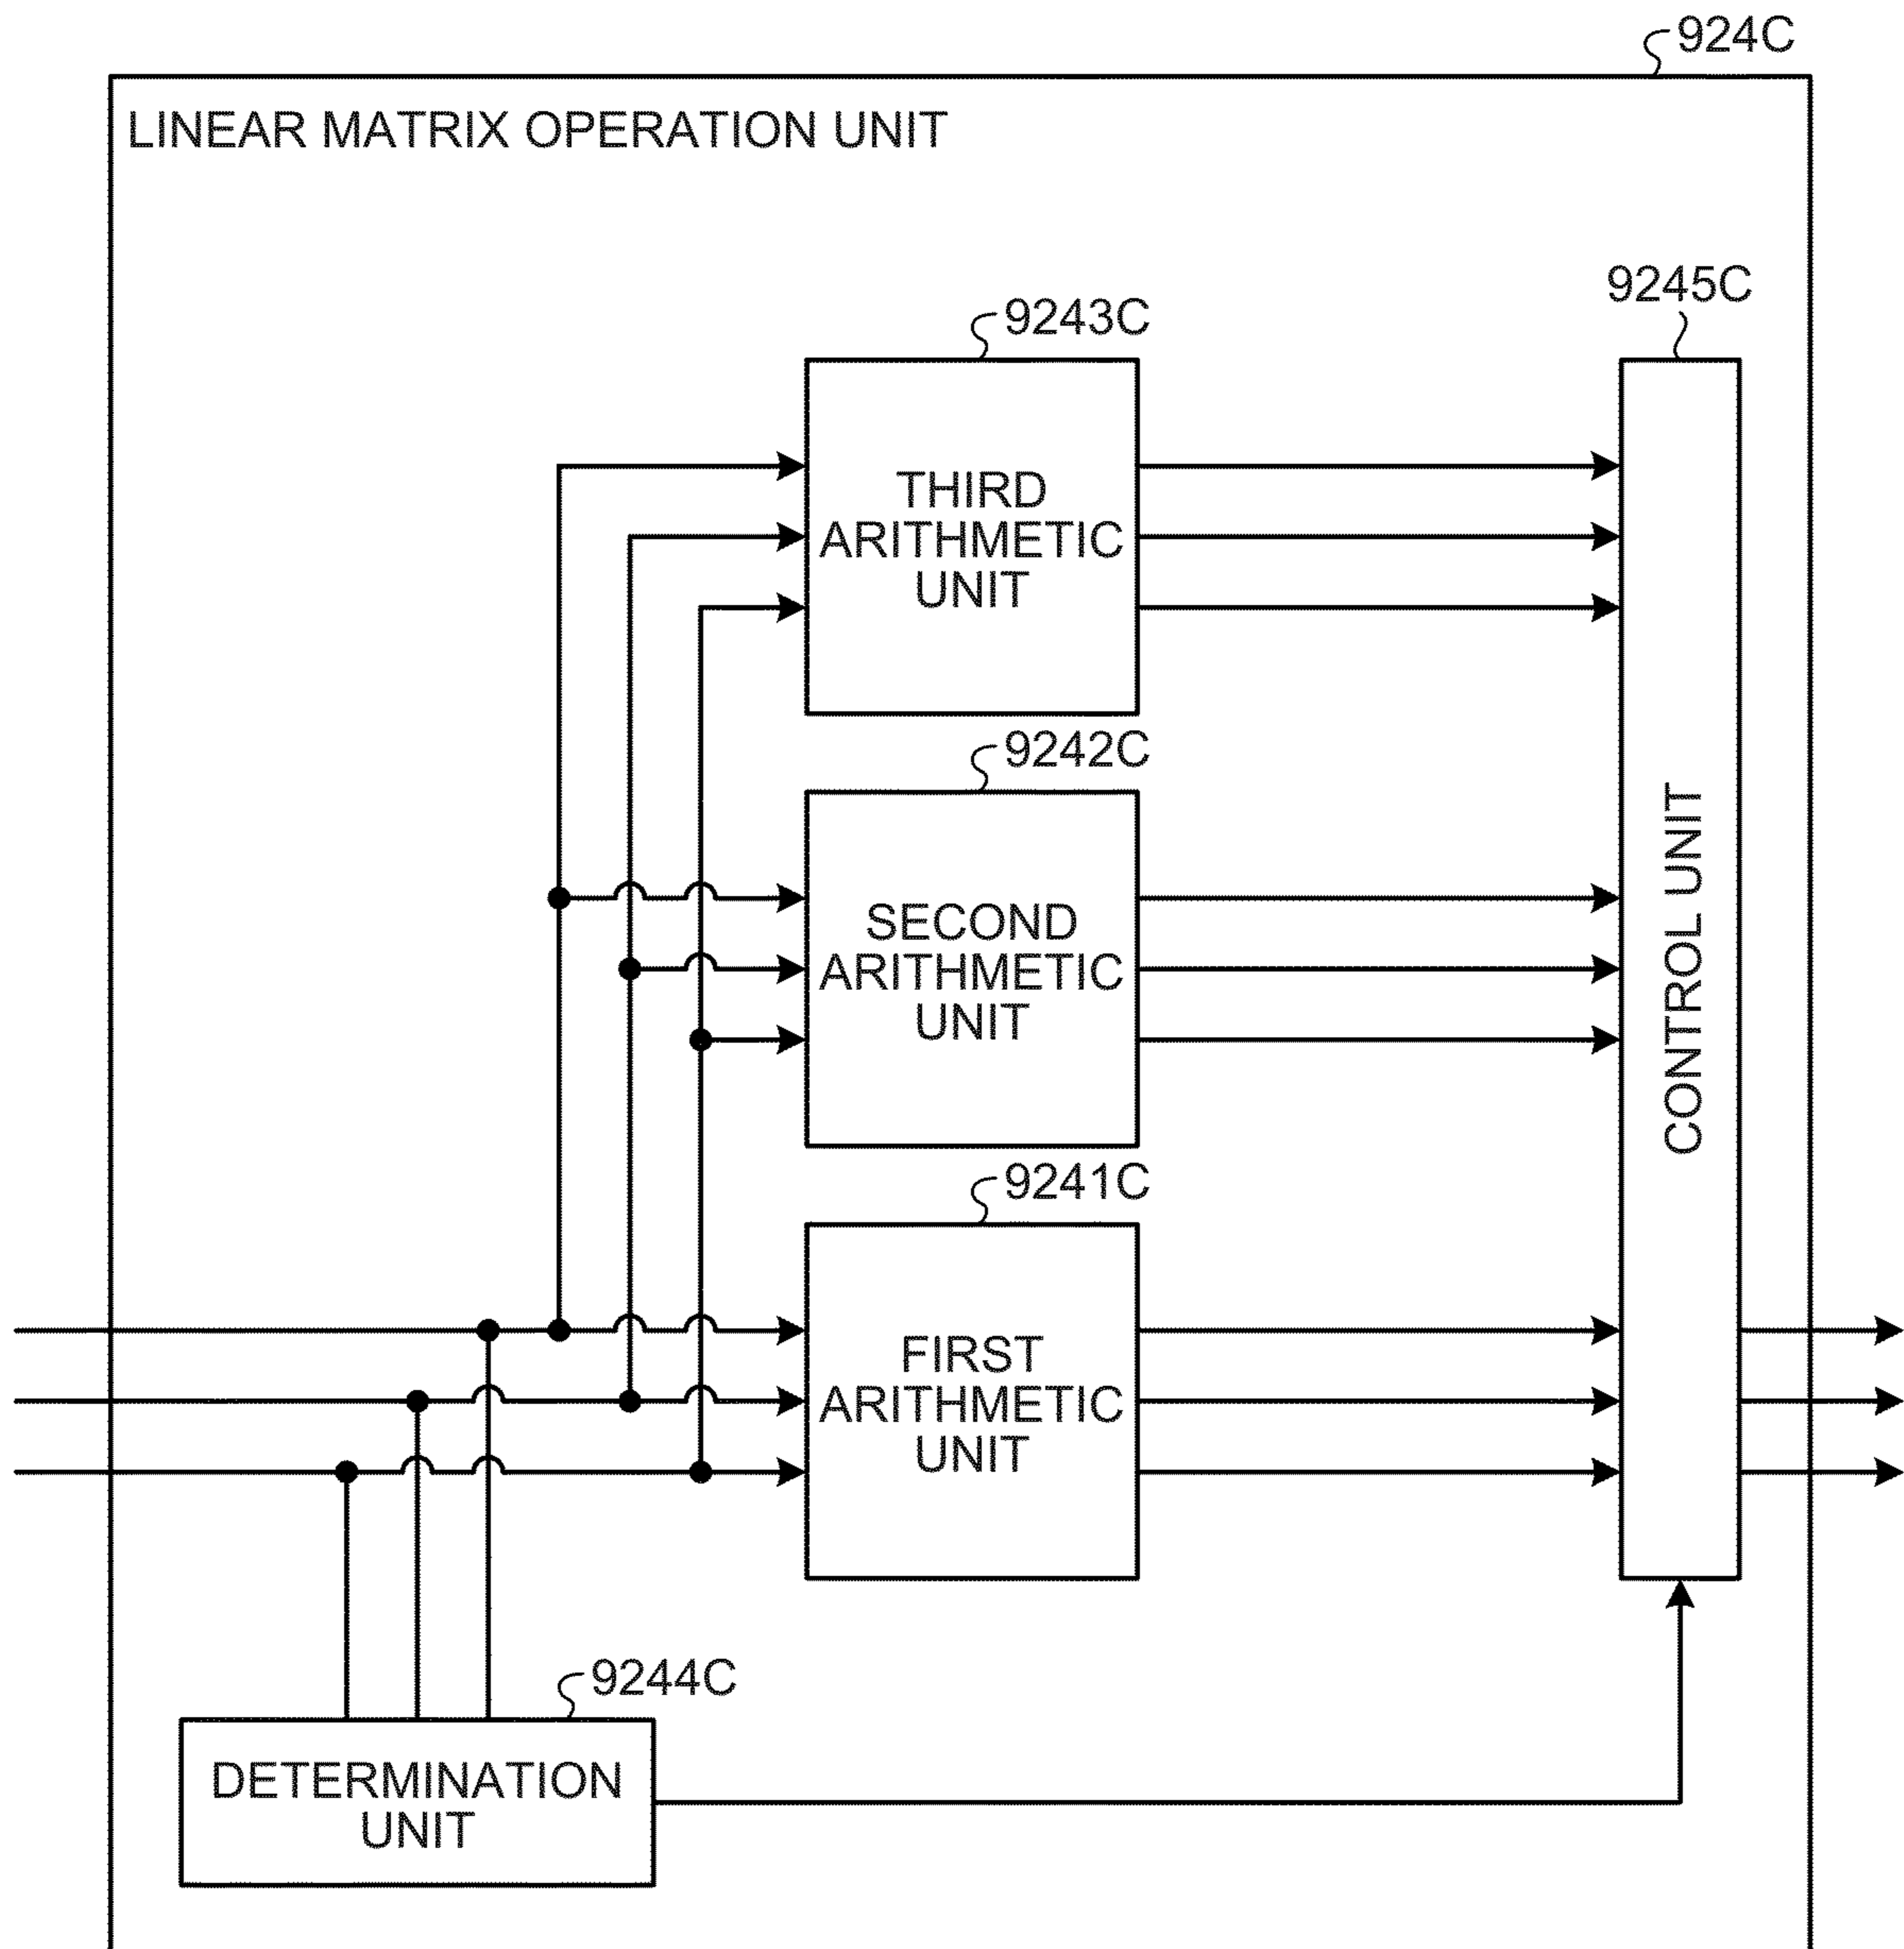 924C
LINEAR MATRIX OPERATION UNIT
9245C
9243C
THIRD
ARITHMETIC
UNIT
9242C
SECOND
ARITHMETIC
UNIT
CONTROL UNIT
9241C
FIRST
ARITHMETIC
UNIT
9244C
DETERMINATION
UNIT